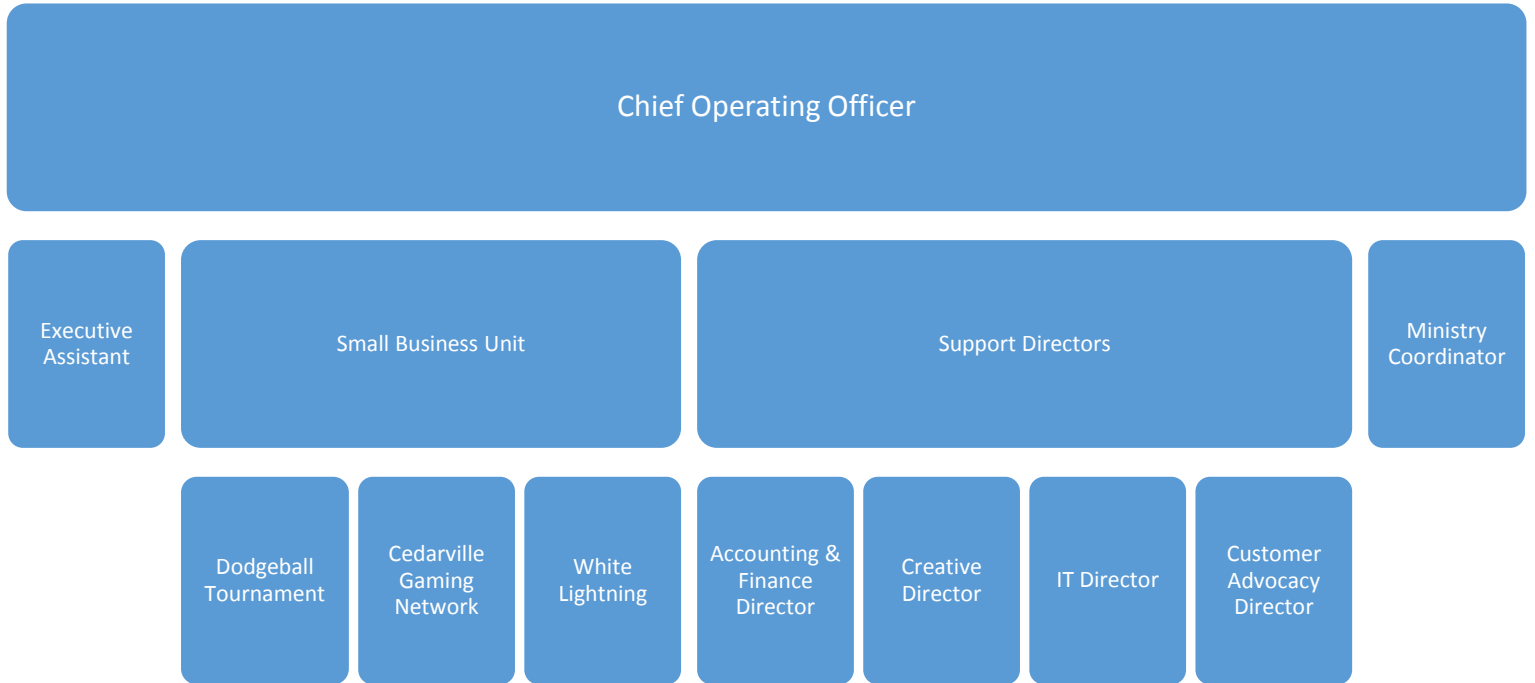 Chief Operating Officer
Executive
Assistant
Small Business Unit
Support Directors
Ministry
Coordinator
Dodgeball
Tournament
Cedarville
Gaming
Network
White
Lightning
Accounting &
Finance
Director
Creative
Director
IT Director
Customer
Advocacy
Director